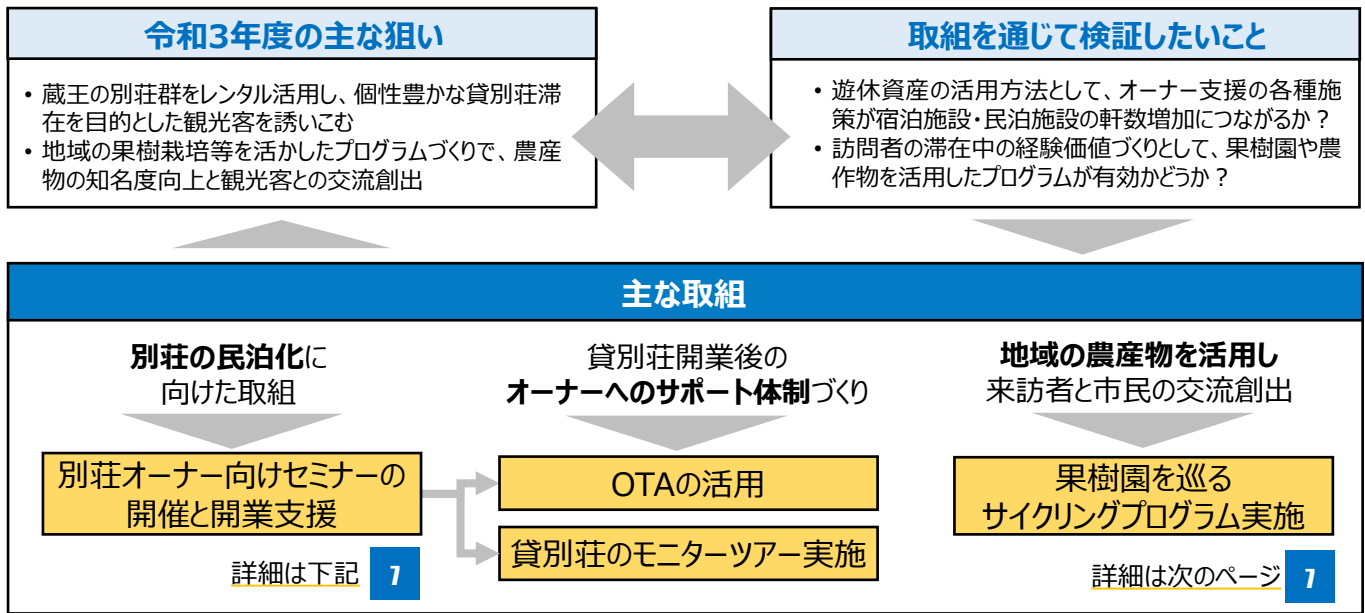 令和3年度の主な狙い
• 蔵王の別荘群をレンタル活用し、個性豊かな貸別荘滞
在を目的とした観光客を誘いこむ
• 地域の果樹栽培等を活かしたプログラムづくりで、農産
物の知名度向上と観光客との交流創出
取組を通じて検証したいこと
• 遊休資産の活用方法として、オーナー支援の各種施
策が宿泊施設・民泊施設の軒数増加につながるか？
• 訪問者の滞在中の経験価値づくりとして、果樹園や農
作物を活用したプログラムが有効かどうか？
主な取組
別荘の民泊化に
向けた取組
別荘オーナー向けセミナーの
開催と開業支援
詳細は下記 1
貸別荘開業後の
オーナーへのサポート体制づくり
OTAの活用
貸別荘のモニターツアー実施
地域の農産物を活用し
来訪者と市民の交流創出
果樹園を巡る
サイクリングプログラム実施
詳細は次のページ 1